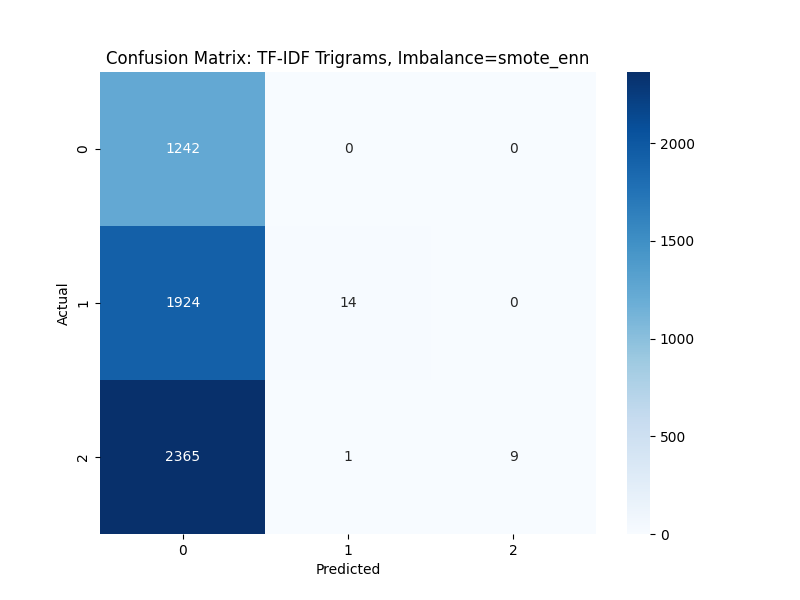 Confusion Matrix: TF-IDF Trigrams, Imbalance=smote_enn
0 1242 0 0
1 1924 14 0
2 2365 1 9
0 1 2
Predicted
Actual
2000
1500
1000
500
0